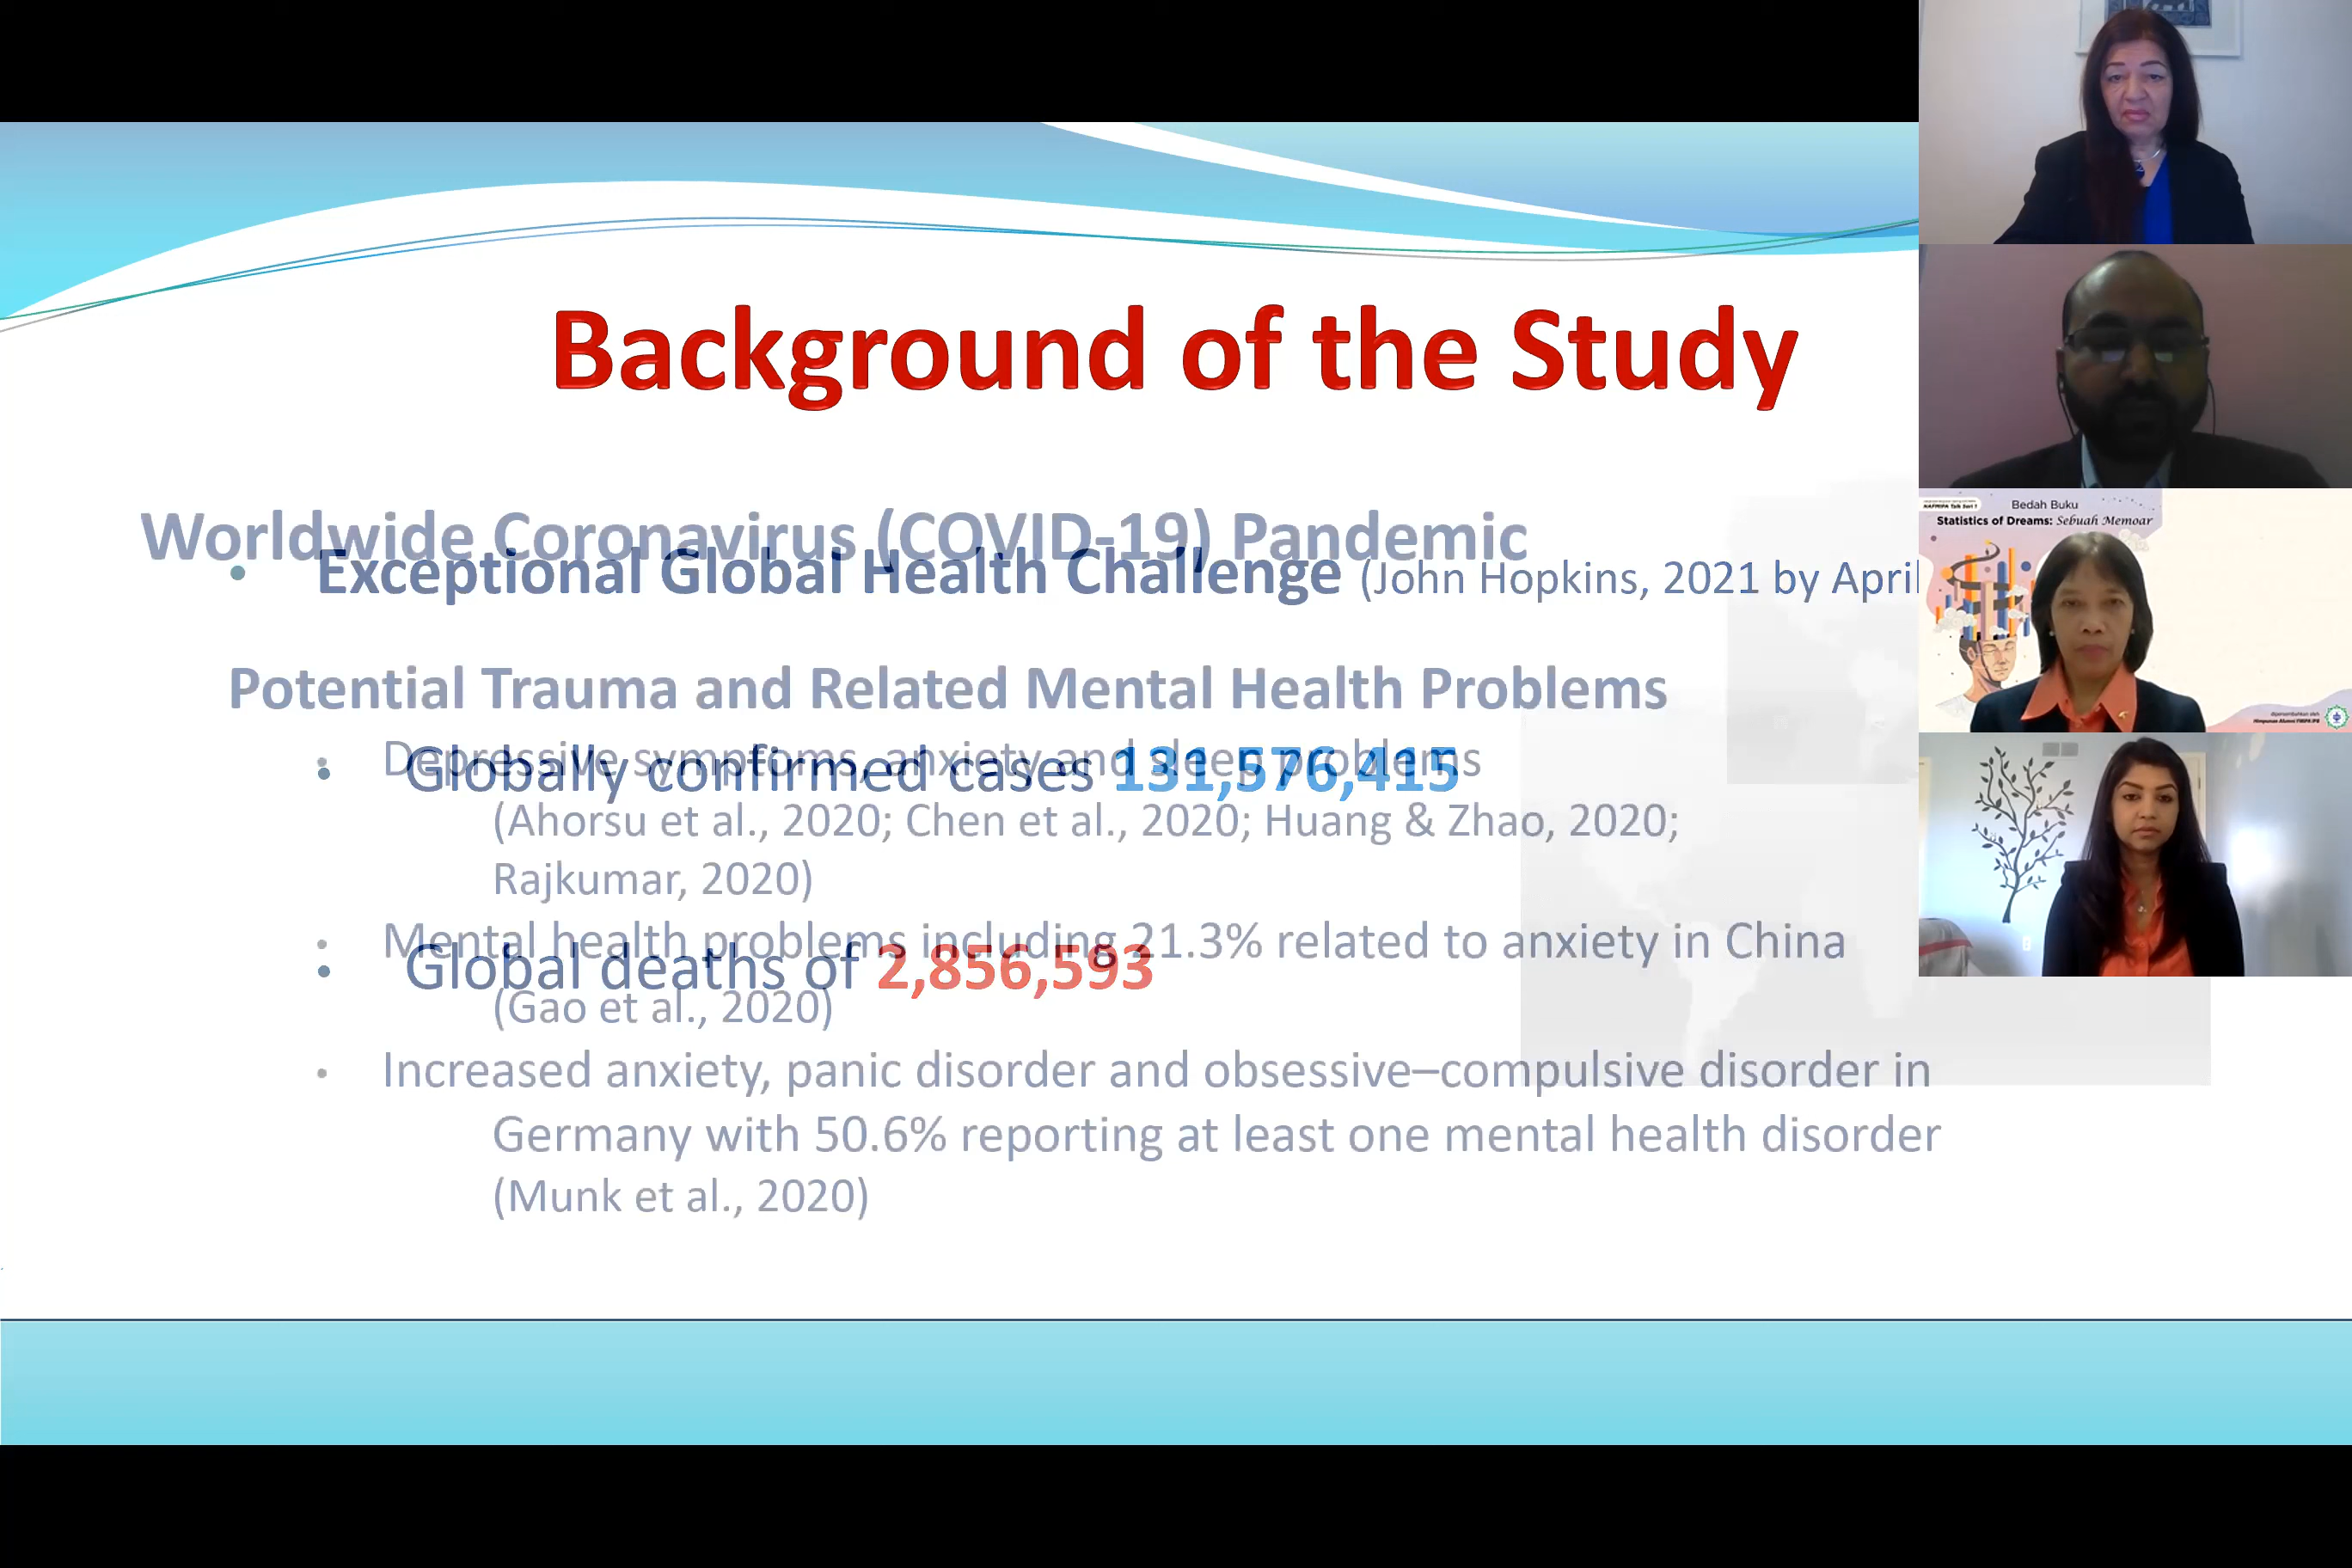 Background of the Study
Worldwide Coronavirus (COVID-19) Pandemic
• Exceptional Global Health Challenge (John Hopkins, 2021 by April
Potential Trauma and Related Mental Health Problems
• Depressive symptoms, anxiety and sleep problems
• Globally confirmed cases 131,576,415
(Ahorsu et al., 2020; Chen et al., 2020; Huang & Zhao, 2020;
Rajkumar, 2020)
• Mental health problems including 21.3% related to anxiety in China
• Global deaths of 2,856,593
(Gao et al., 2020)
• Increased anxiety, panic disorder and obsessive–compulsive disorder in
Germany with 50.6% reporting at least one mental health disorder
(Munk et al., 2020)
Bedah Buku
Statistics of Dreams: Sebuah Memoar
Himpunan Alumni FMIPA IPB